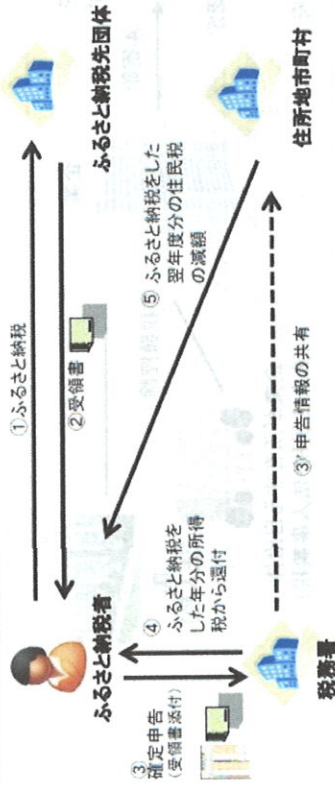 ①ふるさと納税
②受領書
ふるさと納税者
ふるさと納税先団体
③
確定申告
(受領書添付)
④
ふるさと納税を
した年分の所得
税から還付
⑤ ふるさと納税をした
翌年度分の住民税
の減額
税務署
③' 申告情報の共有
住所地市町村